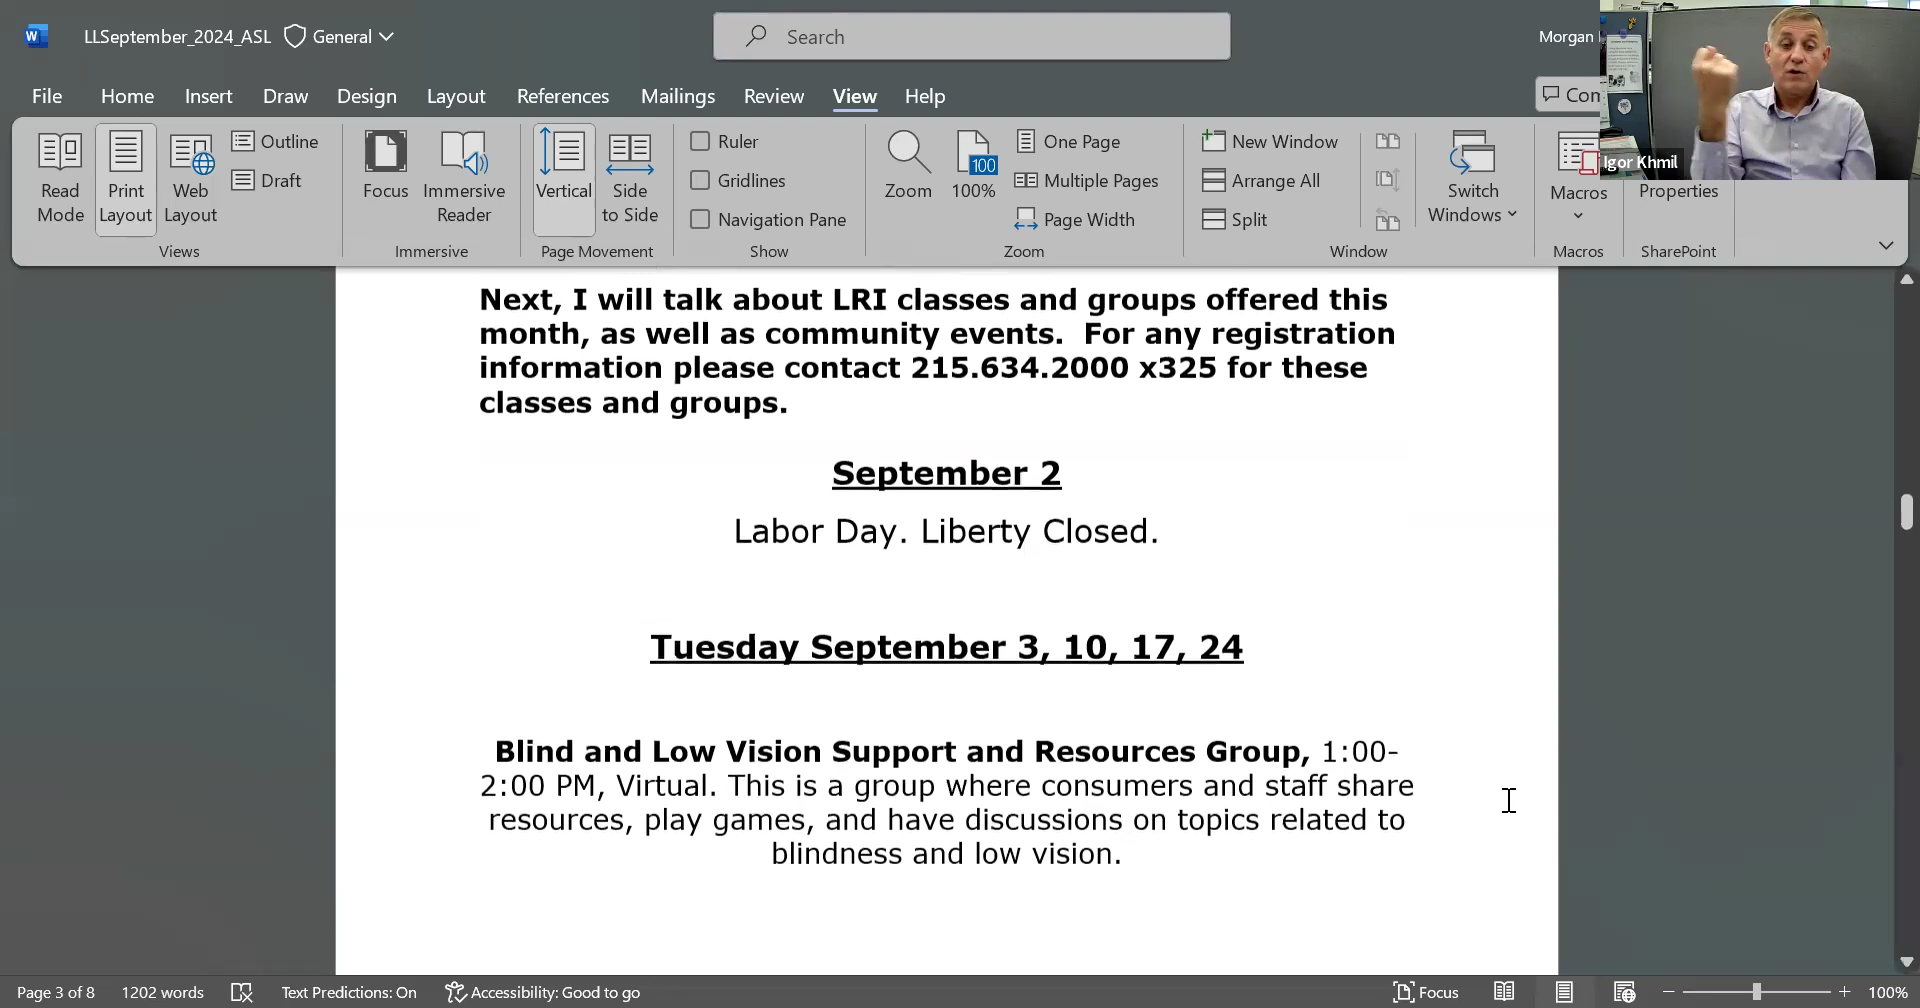 LLSeptember_2024_ASL General
Search
Morgan
File Home Insert Draw Design Layout References Mailings Review View Help
Com
Read Mode
Print Layout
Web Layout
Outline
Draft
Views
Focus
Immersive Reader
Immersive
Vertical
Side to Side
Page Movement
Ruler
Gridlines
Navigation Pane
Show
Zoom
100
100%
One Page
Multiple Pages
Page Width
Zoom
New Window
Arrange All
Split
Switch Windows
Window
Macros
Macros
Properties
SharePoint
Igor Khmil
Next, I will talk about LRI classes and groups offered this
month, as well as community events.  For any registration
information please contact 215.634.2000 x325 for these
classes and groups.
September 2
Labor Day. Liberty Closed.
Tuesday September 3, 10, 17, 24
Blind and Low Vision Support and Resources Group, 1:00-
2:00 PM, Virtual. This is a group where consumers and staff share
resources, play games, and have discussions on topics related to
blindness and low vision.
Page 3 of 8 1202 words Text Predictions: On Accessibility: Good to go Focus 100%